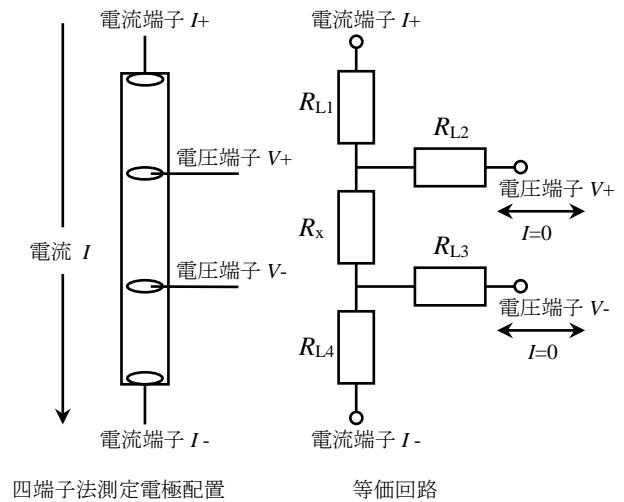 電流端子 I+
電圧端子 V+
電流 I
電圧端子 V-
電流端子 I -
四端子法測定電極配置
電流端子 I+
RL1
RL2
電圧端子 V+
I=0
Rx
RL3
電圧端子 V-
I=0
RL4
電流端子 I -
等価回路